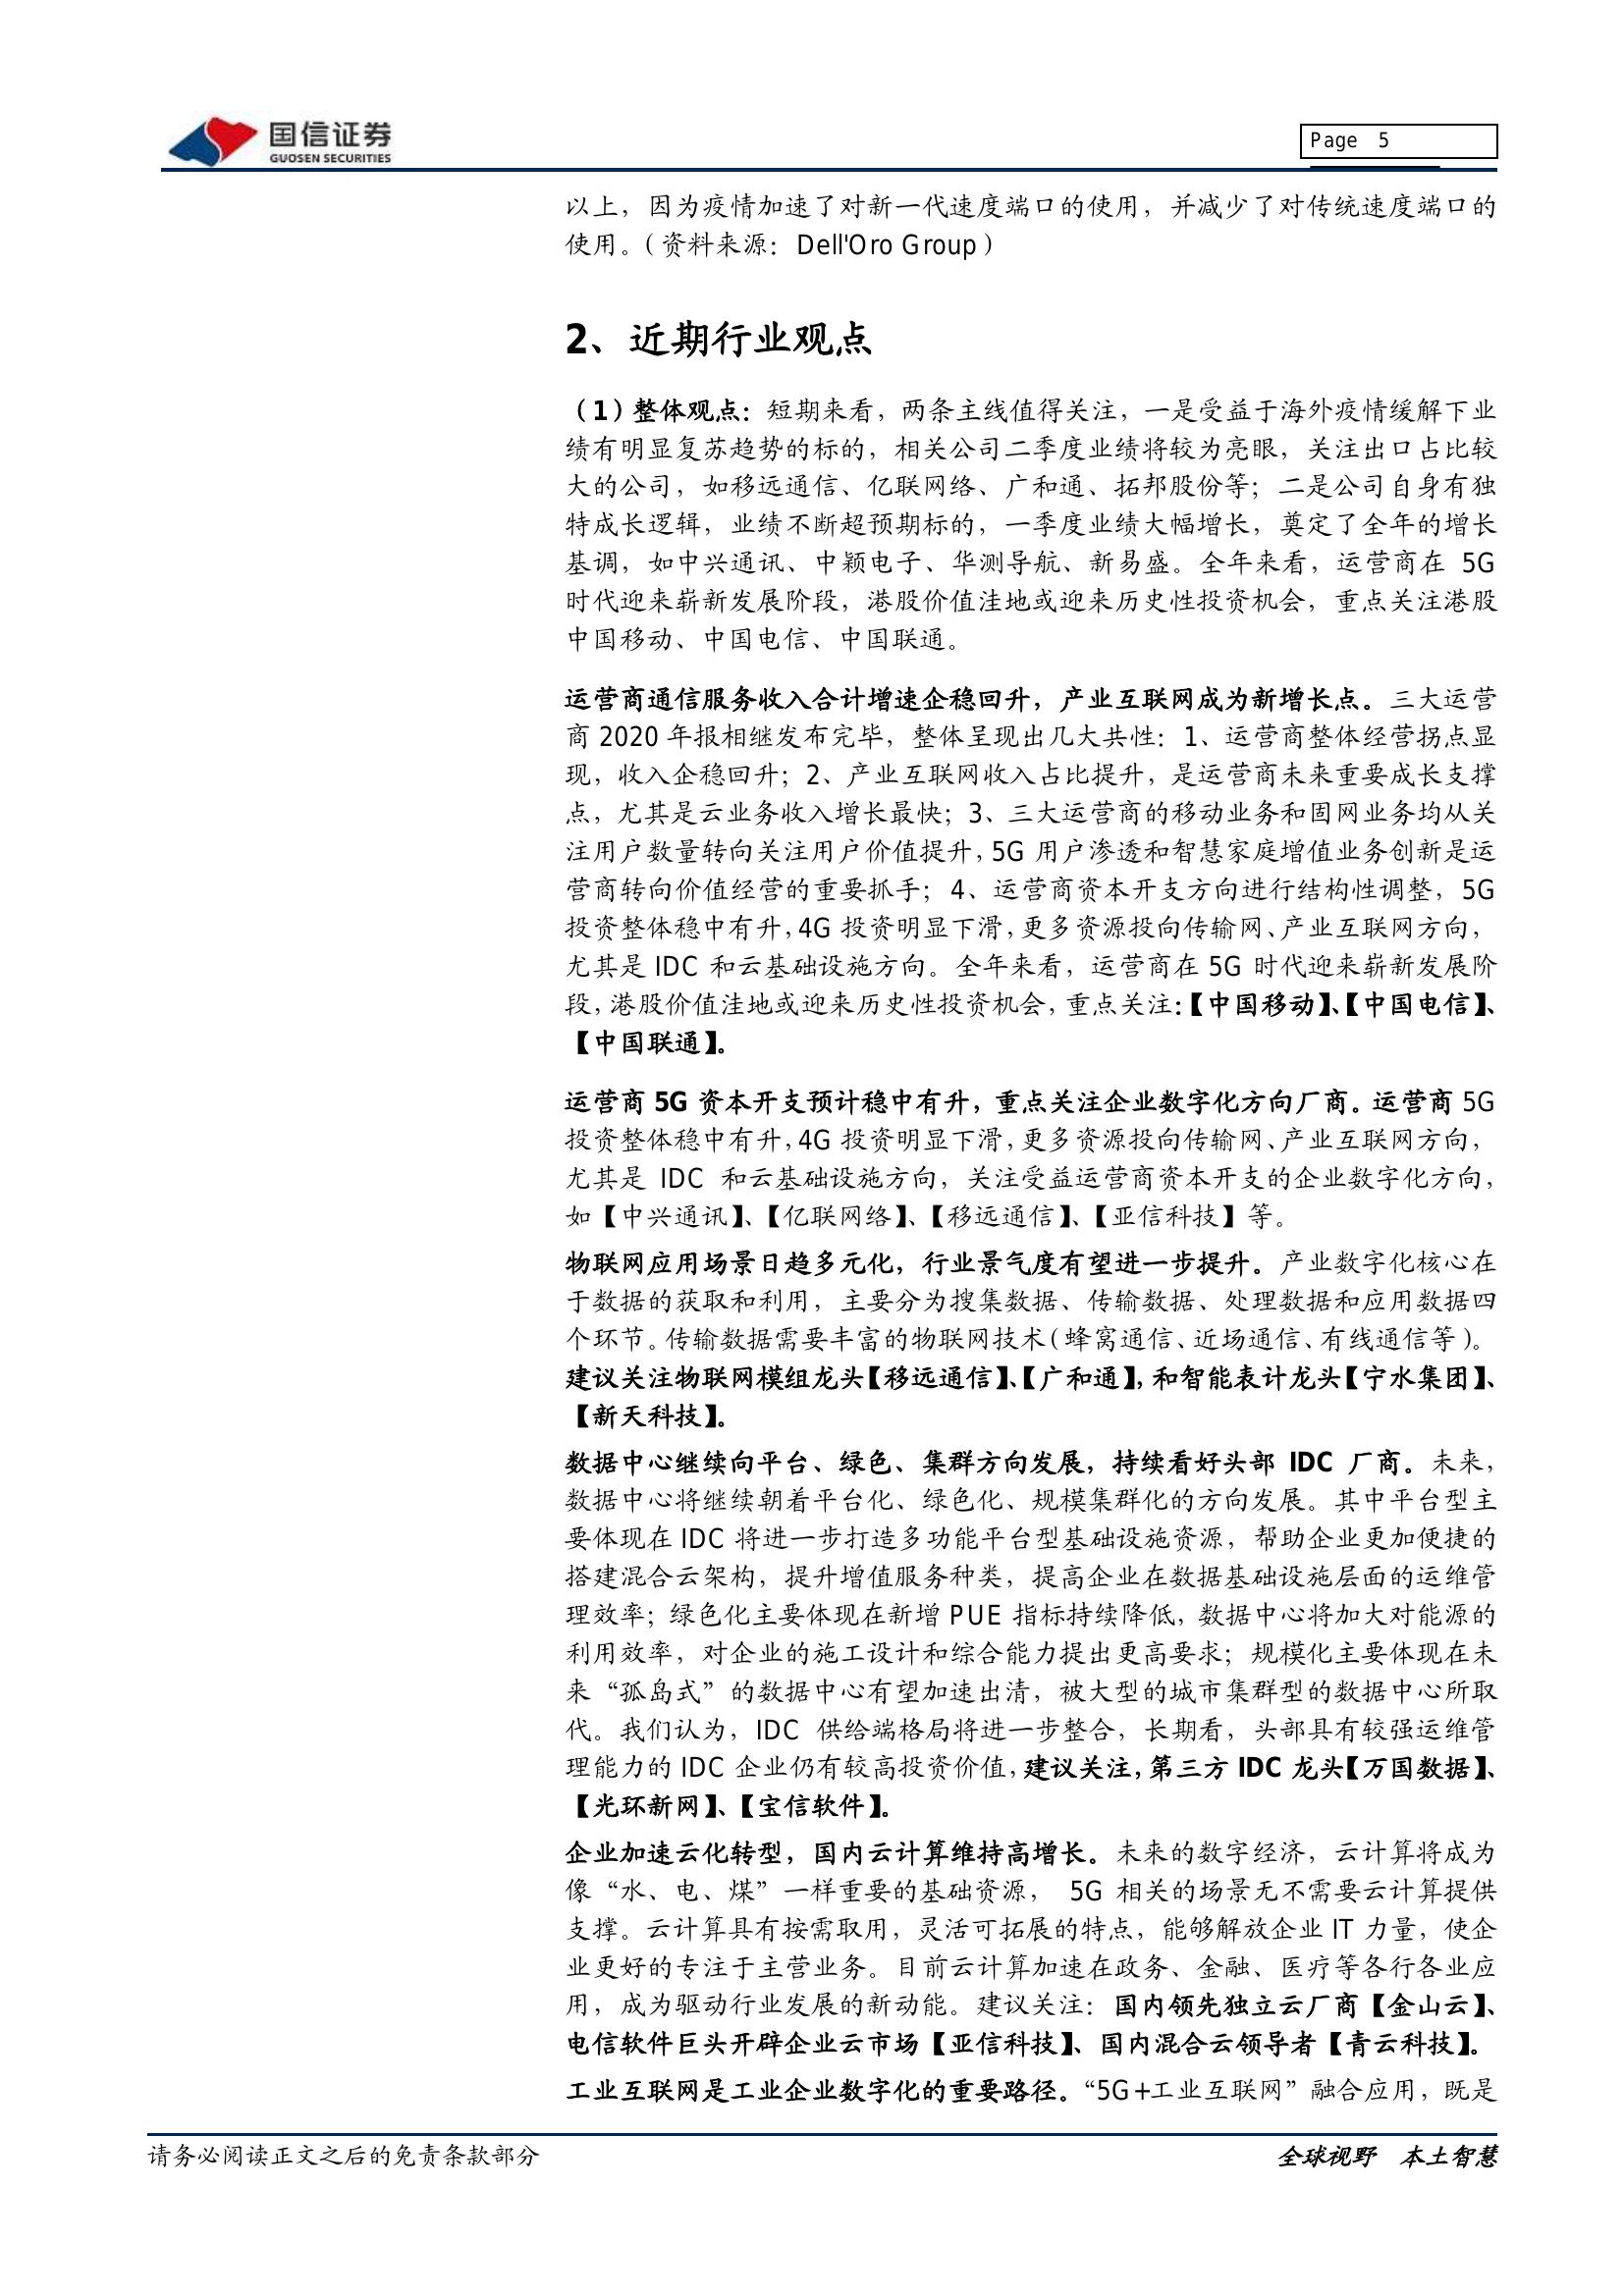 国信证券
GUOSEN SECURITIES
Page 5
以上，因为疫情加速了对新一代速度端口的使用，并减少了对传统速度端口的
使用。（资料来源：Dell'Oro Group）
2、近期行业观点
（1）整体观点：短期来看，两条主线值得关注，一是受益于海外疫情缓解下业
绩有明显复苏趋势的标的，相关公司二季度业绩将较为亮眼，关注出口占比较
大的公司，如移远通信、亿联网络、广和通、拓邦股份等；二是公司自身有独
特成长逻辑，业绩不断超预期标的，一季度业绩大幅增长，奠定了全年的增长
基调，如中兴通讯、中颖电子、华测导航、新易盛。全年来看，运营商在 5G
时代迎来崭新发展阶段，港股价值洼地或迎来历史性投资机会，重点关注港股
中国移动、中国电信、中国联通。
运营商通信服务收入合计增速企稳回升，产业互联网成为新增长点。三大运营
商 2020 年报相继发布完毕，整体呈现出几大共性：1、运营商整体经营拐点显
现，收入企稳回升；2、产业互联网收入占比提升，是运营商未来重要成长支撑
点，尤其是云业务收入增长最快；3、三大运营商的移动业务和固网业务均从关
注用户数量转向关注用户价值提升，5G 用户渗透和智慧家庭增值业务创新是运
营商转向价值经营的重要抓手；4、运营商资本开支方向进行结构性调整，5G
投资整体稳中有升，4G 投资明显下滑，更多资源投向传输网、产业互联网方向，
尤其是 IDC 和云基础设施方向。全年来看，运营商在 5G 时代迎来崭新发展阶
段，港股价值洼地或迎来历史性投资机会，重点关注：【中国移动】、【中国电信】、
【中国联通】。
运营商 5G 资本开支预计稳中有升，重点关注企业数字化方向厂商。运营商 5G
投资整体稳中有升，4G 投资明显下滑，更多资源投向传输网、产业互联网方向，
尤其是 IDC 和云基础设施方向，关注受益运营商资本开支的企业数字化方向，
如【中兴通讯】、【亿联网络】、【移远通信】、【亚信科技】等。
物联网应用场景日趋多元化，行业景气度有望进一步提升。产业数字化核心在
于数据的获取和利用，主要分为搜集数据、传输数据、处理数据和应用数据四
个环节。传输数据需要丰富的物联网技术（蜂窝通信、近场通信、有线通信等）。
建议关注物联网模组龙头【移远通信】、【广和通】，和智能表计龙头【宁水集团】、
【新天科技】。
数据中心继续向平台、绿色、集群方向发展，持续看好头部 IDC 厂商。未来，
数据中心将继续朝着平台化、绿色化、规模集群化的方向发展。其中平台型主
要体现在 IDC 将进一步打造多功能平台型基础设施资源，帮助企业更加便捷的
搭建混合云架构，提升增值服务种类，提高企业在数据基础设施层面的运维管
理效率；绿色化主要体现在新增 PUE 指标持续降低，数据中心将加大对能源的
利用效率，对企业的施工设计和综合能力提出更高要求；规模化主要体现在未
来“孤岛式”的数据中心有望加速出清，被大型的城市集群型的数据中心所取
代。我们认为，IDC 供给端格局将进一步整合，长期看，头部具有较强运维管
理能力的 IDC 企业仍有较高投资价值，建议关注，第三方 IDC 龙头【万国数据】、
【光环新网】、【宝信软件】。
企业加速云化转型，国内云计算维持高增长。未来的数字经济，云计算将成为
像“水、电、煤”一样重要的基础资源， 5G 相关的场景无不需要云计算提供
支撑。云计算具有按需取用，灵活可拓展的特点，能够解放企业 IT 力量，使企
业更好的专注于主营业务。目前云计算加速在政务、金融、医疗等各行各业应
用，成为驱动行业发展的新动能。建议关注：国内领先独立云厂商【金山云】、
电信软件巨头开辟企业云市场【亚信科技】、国内混合云领导者【青云科技】。
工业互联网是工业企业数字化的重要路径。“5G+工业互联网”融合应用，既是
请务必阅读正文之后的免责条款部分
全球视野 本土智慧